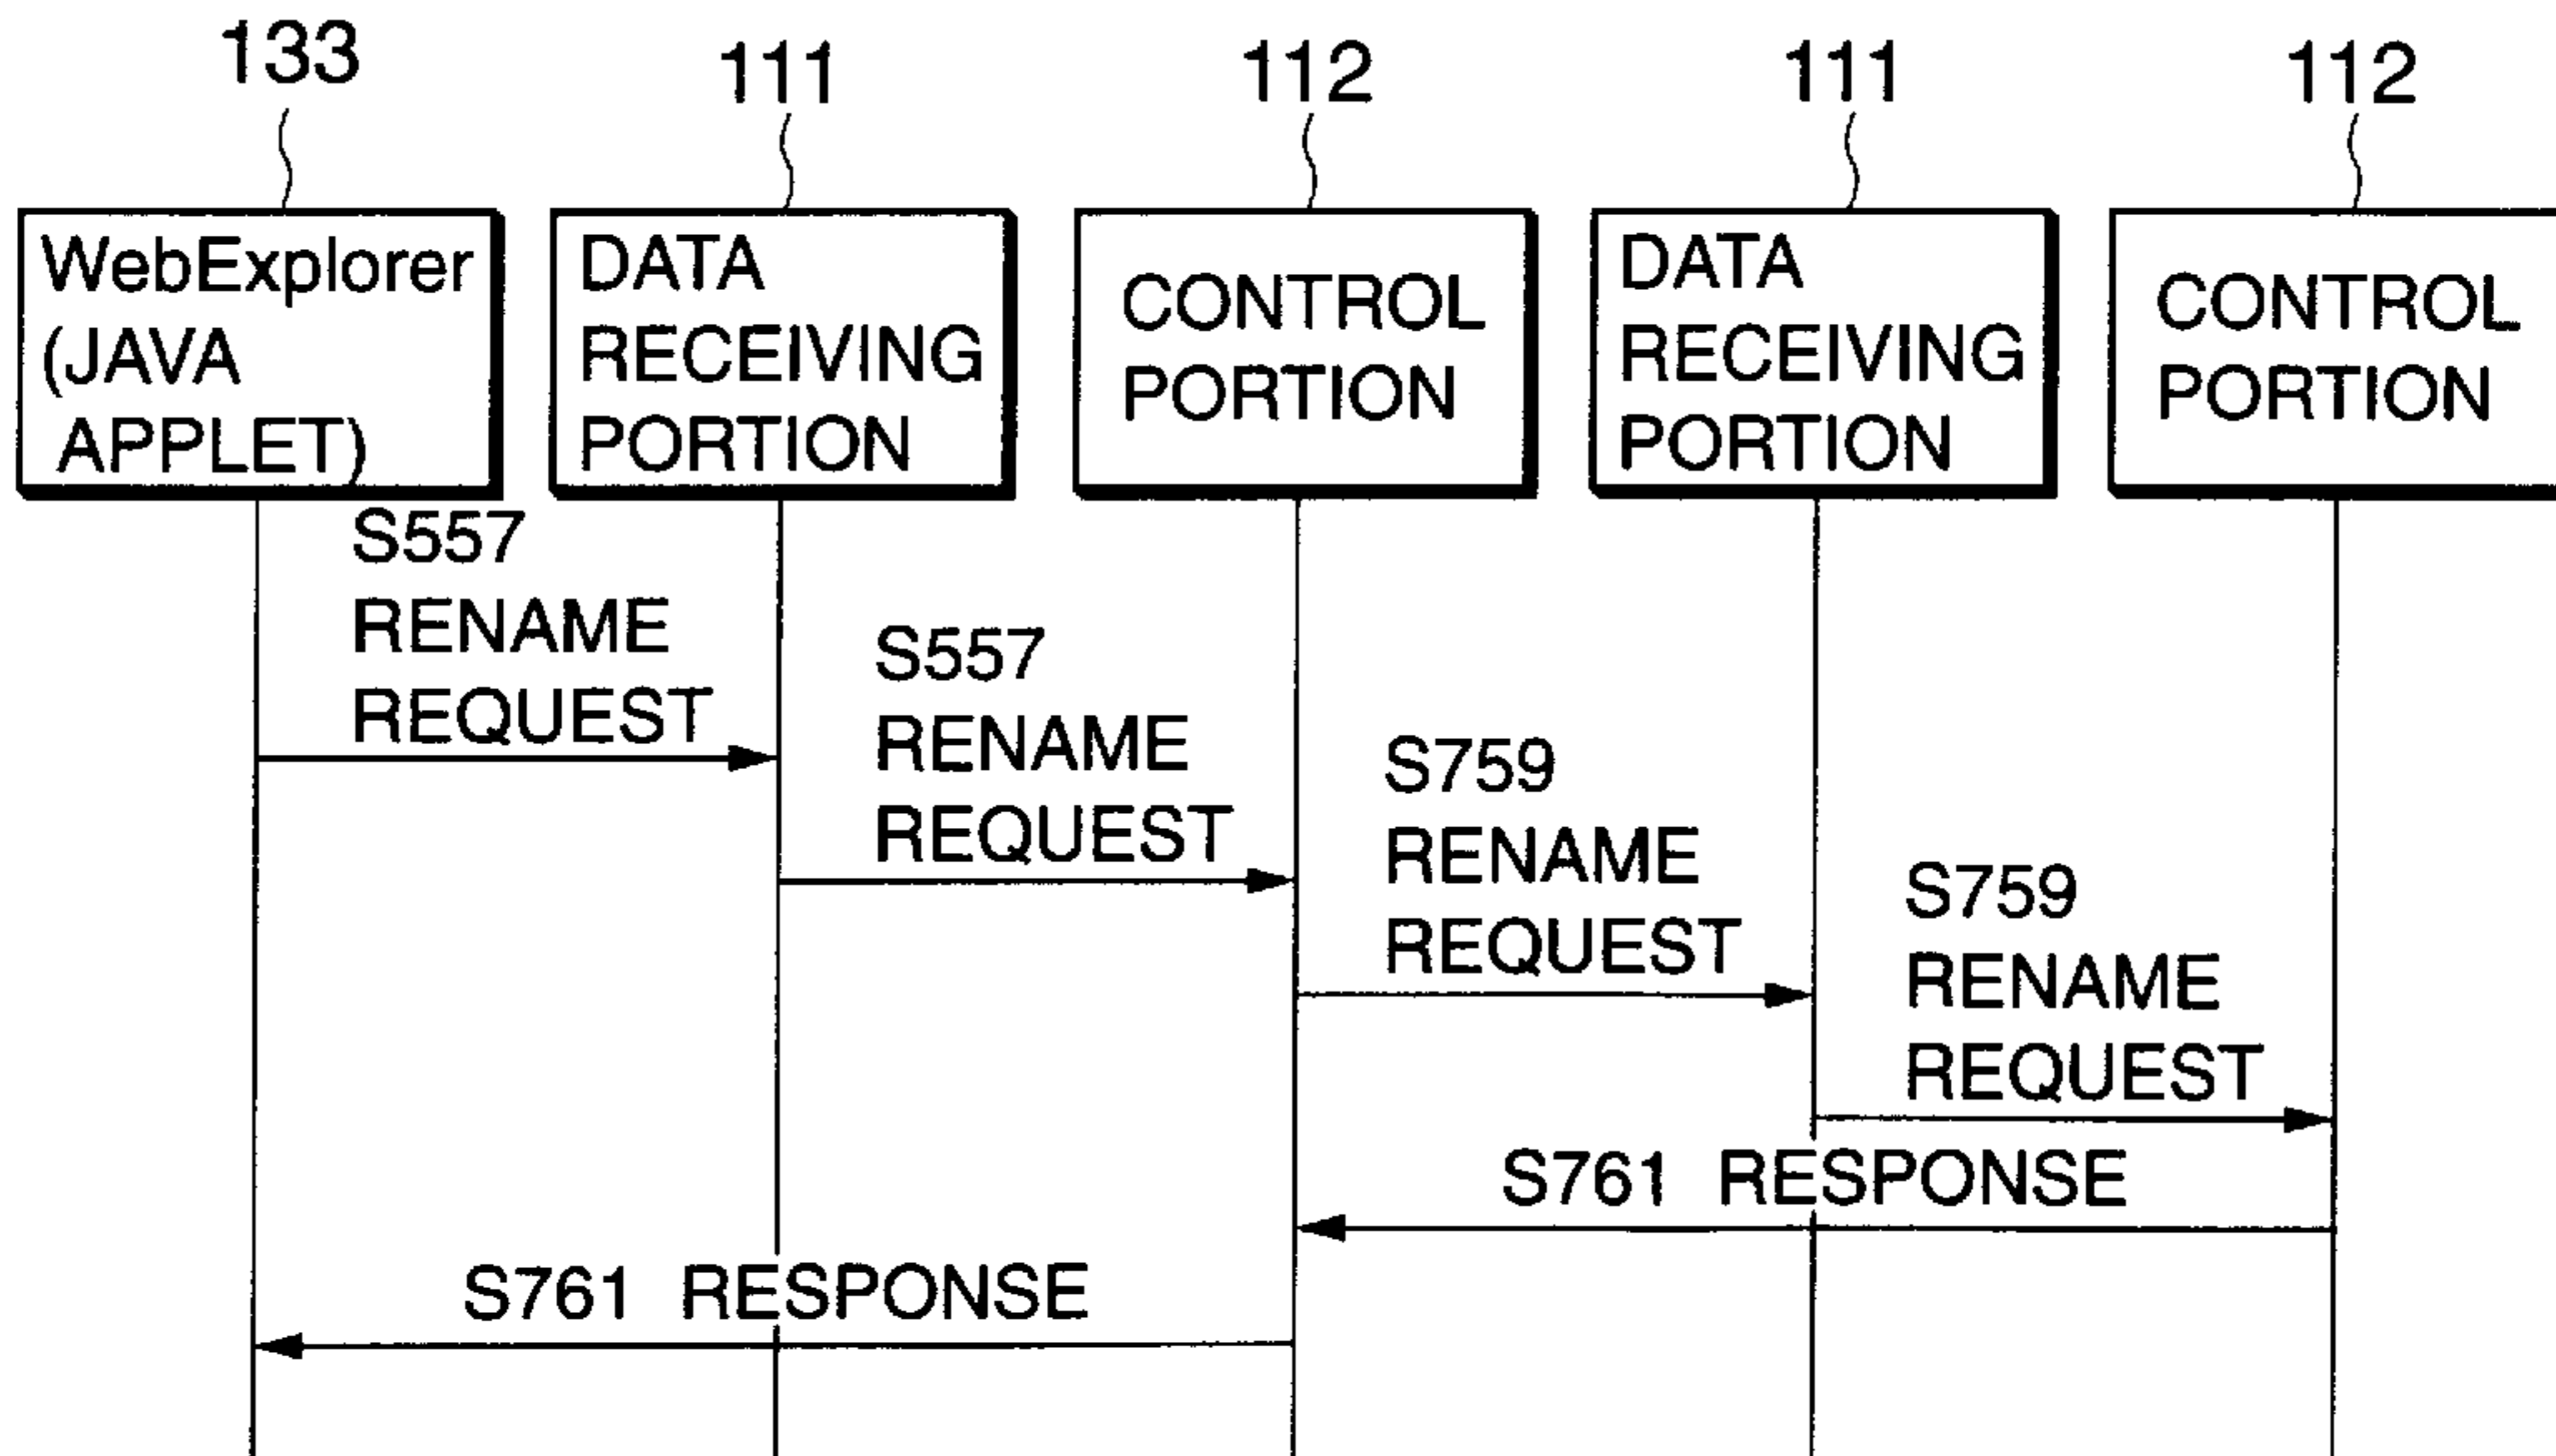 133
111
112
111
112
WebExplorer
(JAVA
APPLET)
DATA
RECEIVING
PORTION
CONTROL
PORTION
DATA
RECEIVING
PORTION
CONTROL
PORTION
S557
RENAME
REQUEST
S557
RENAME
REQUEST
S759
RENAME
REQUEST
S759
RENAME
REQUEST
S761 RESPONSE
S761 RESPONSE